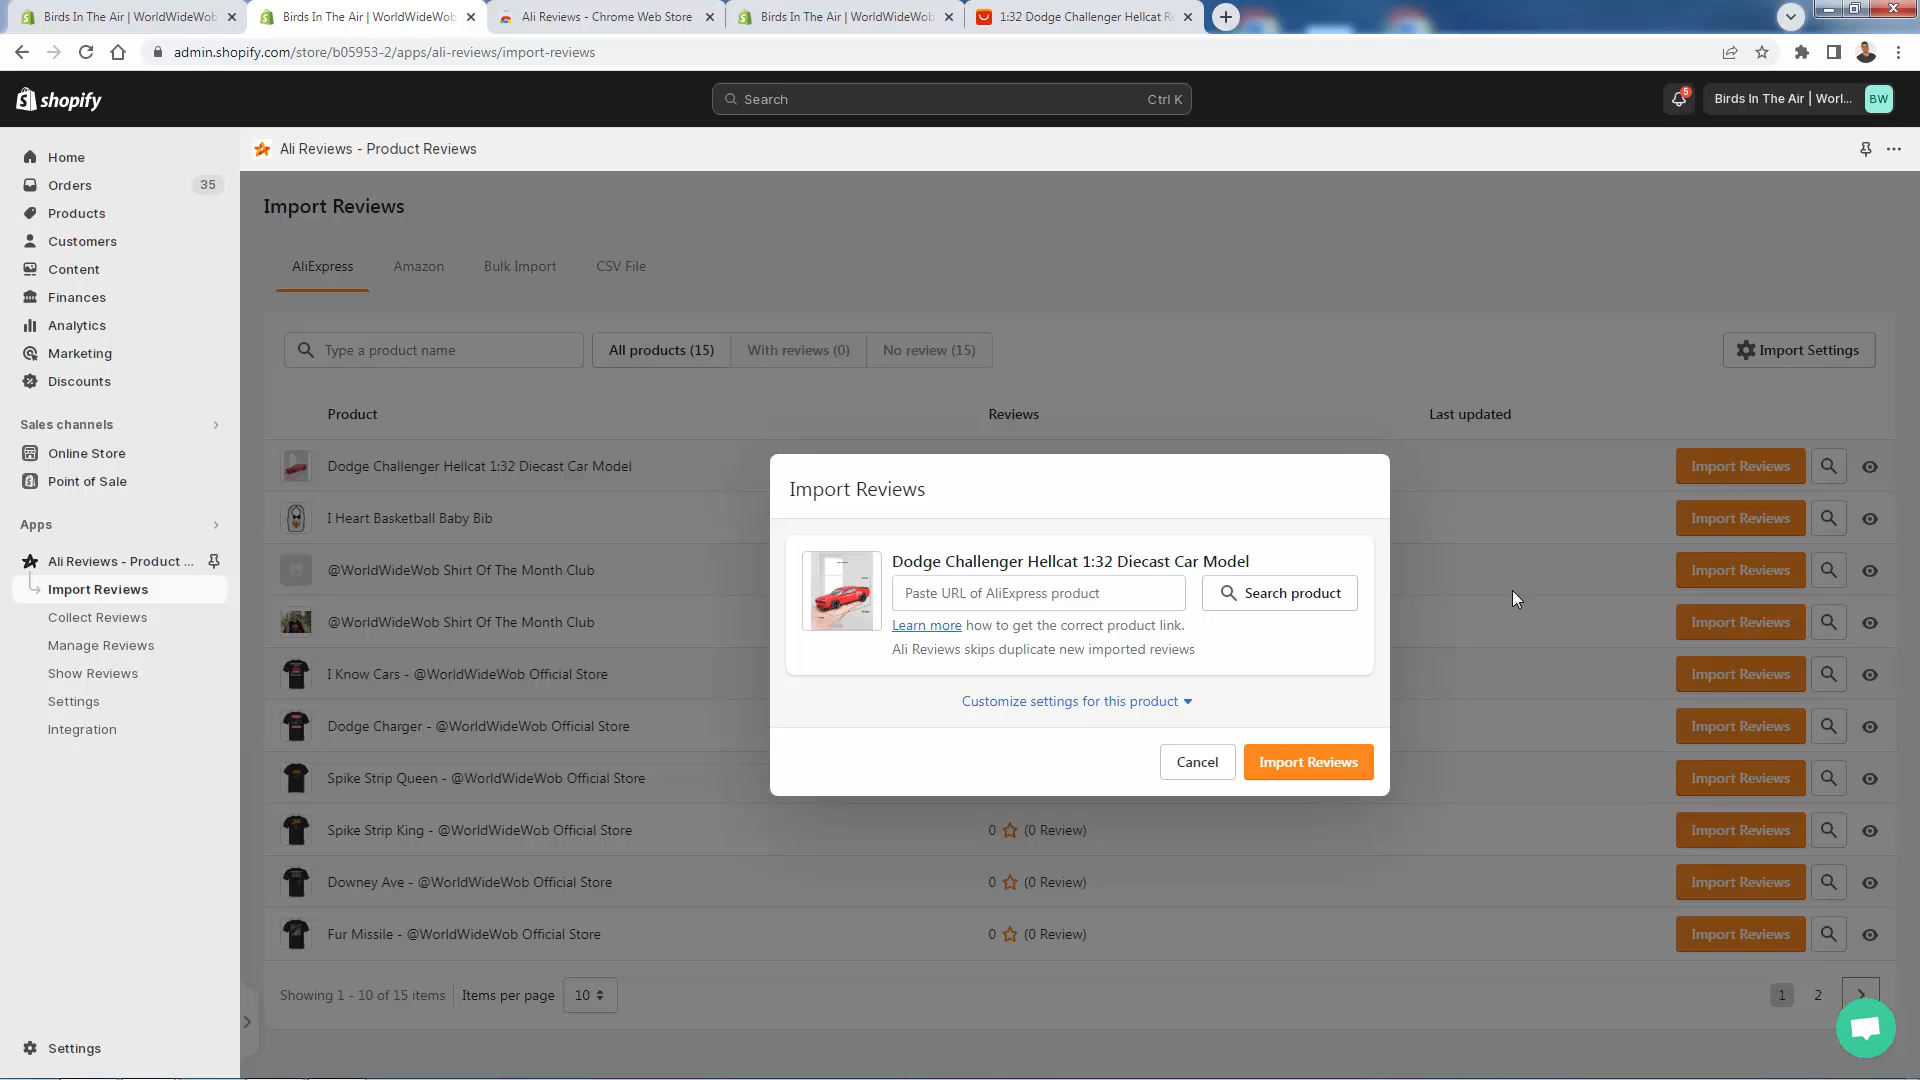 Birds In The Air | WorldWideWob
Birds In The Air | WorldWideWob
Ali Reviews - Chrome Web Store
Birds In The Air | WorldWideWob
1:32 Dodge Challenger Hellcat R
admin.shopify.com/store/b05953-2/apps/ali-reviews/import-reviews
shopify
Search
Ctrl K
5
Birds In The Air | Worl...
BW
Home
Orders
35
Products
Customers
Content
Finances
Analytics
Marketing
Discounts
Sales channels
Online Store
Point of Sale
Apps
Ali Reviews - Product ...
Import Reviews
Collect Reviews
Manage Reviews
Show Reviews
Settings
Integration
Settings
Ali Reviews - Product Reviews
Import Reviews
AliExpress
Amazon
Bulk Import
CSV File
Type a product name
All products (15)
With reviews (0)
No review (15)
Import Settings
Product
Reviews
Last updated
Dodge Challenger Hellcat 1:32 Diecast Car Model
Import Reviews
I Heart Basketball Baby Bib
Import Reviews
@WorldWideWob Shirt Of The Month Club
Import Reviews
@WorldWideWob Shirt Of The Month Club
Import Reviews
I Know Cars - @WorldWideWob Official Store
Import Reviews
Dodge Charger - @WorldWideWob Official Store
Import Reviews
Spike Strip Queen - @WorldWideWob Official Store
Import Reviews
Spike Strip King - @WorldWideWob Official Store
0 (0 Review)
Import Reviews
Downey Ave - @WorldWideWob Official Store
0 (0 Review)
Import Reviews
Fur Missile - @WorldWideWob Official Store
0 (0 Review)
Import Reviews
Showing 1 - 10 of 15 items
Items per page
10
1
2
Import Reviews
Dodge Challenger Hellcat 1:32 Diecast Car Model
Paste URL of AliExpress product
Search product
Learn more how to get the correct product link.
Ali Reviews skips duplicate new imported reviews
Customize settings for this product
Cancel
Import Reviews